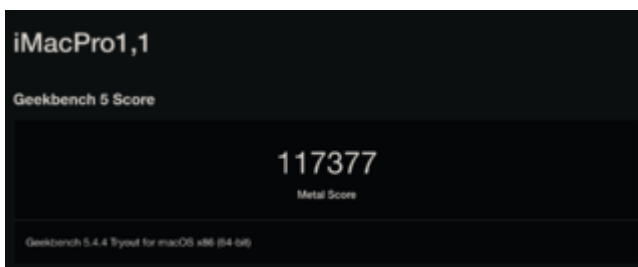 iMacPro1,1
Geekbench 5 Score
117377
Metal Score
Geekbench 5.4.4 Tryout for macOS x86 (64-bit)